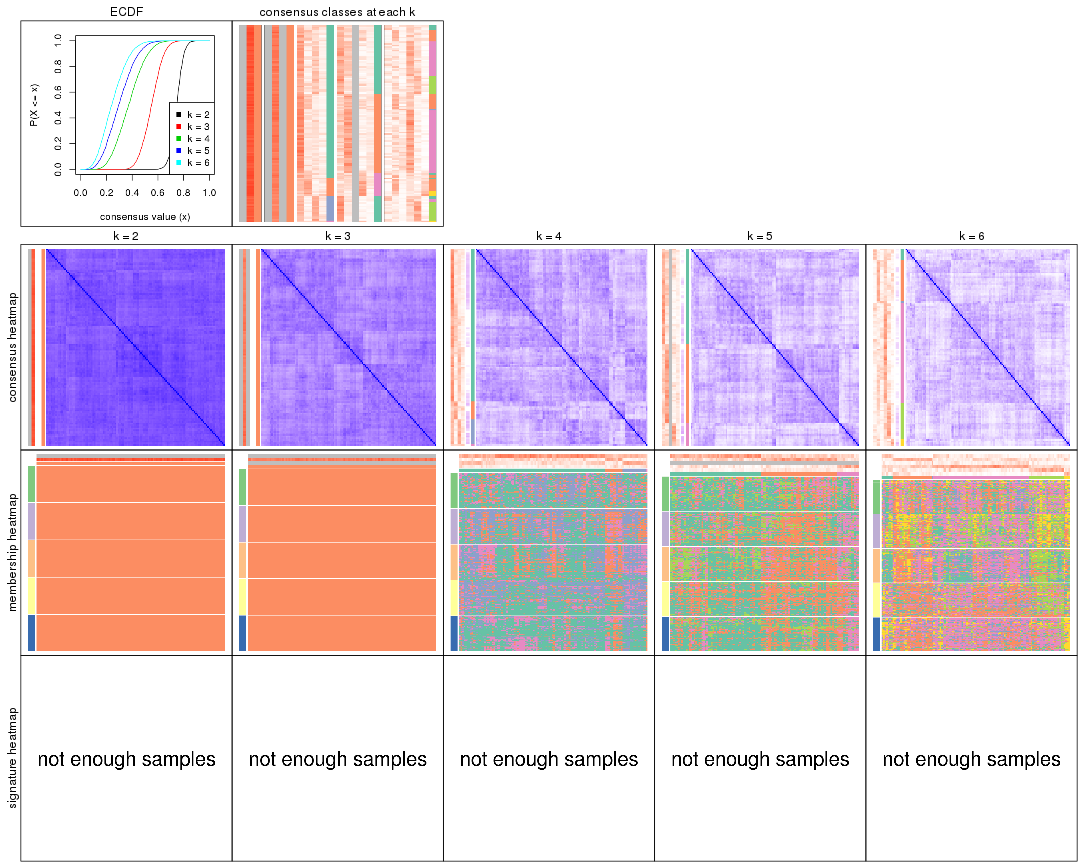 ECDF
consensus classes at each k
P(X <= x)
0.0
0.2
0.4
0.6
0.8
1.0
k = 2
k = 3
k = 4
k = 5
k = 6
0.0 0.2 0.4 0.6 0.8 1.0
consensus value (x)
k = 2
k = 3
k = 4
k = 5
k = 6
consensus heatmap
membership heatmap
signature heatmap
not enough samples
not enough samples
not enough samples
not enough samples
not enough samples